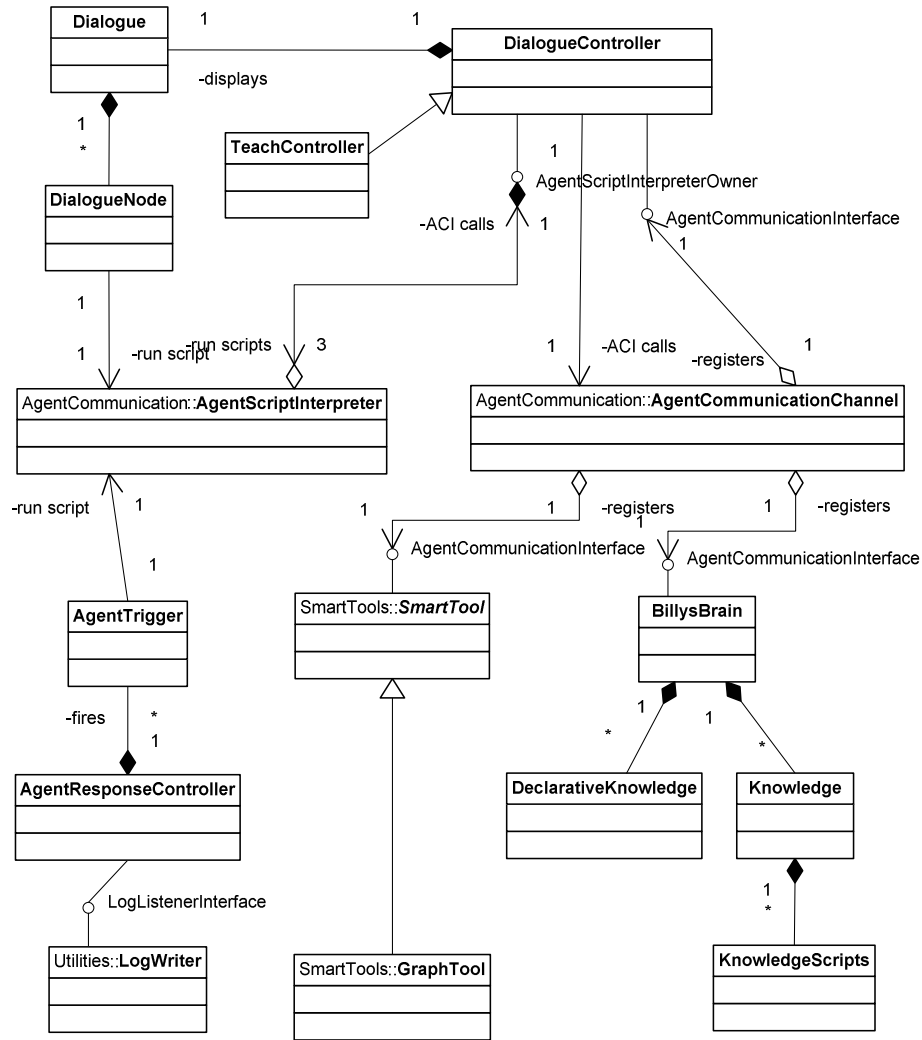 Dialogue
1
1
DialogueController
-displays
1
*
TeachController
1
AgentScriptInterpreterOwner
DialogueNode
-ACI calls
1
AgentCommunicationInterface
1
1
1
-run script
-run scripts
3
1
-ACI calls
-registers
1
AgentCommunication::AgentScriptInterpreter
AgentCommunication::AgentCommunicationChannel
-run script
1
1
1
-registers
1
1
-registers
AgentCommunicationInterface
AgentCommunicationInterface
1
AgentTrigger
SmartTools::SmartTool
BillysBrain
-fires
*
1
1
*
1
*
AgentResponseController
DeclarativeKnowledge
Knowledge
LogListenerInterface
1
*
Utilities::LogWriter
SmartTools::GraphTool
KnowledgeScripts